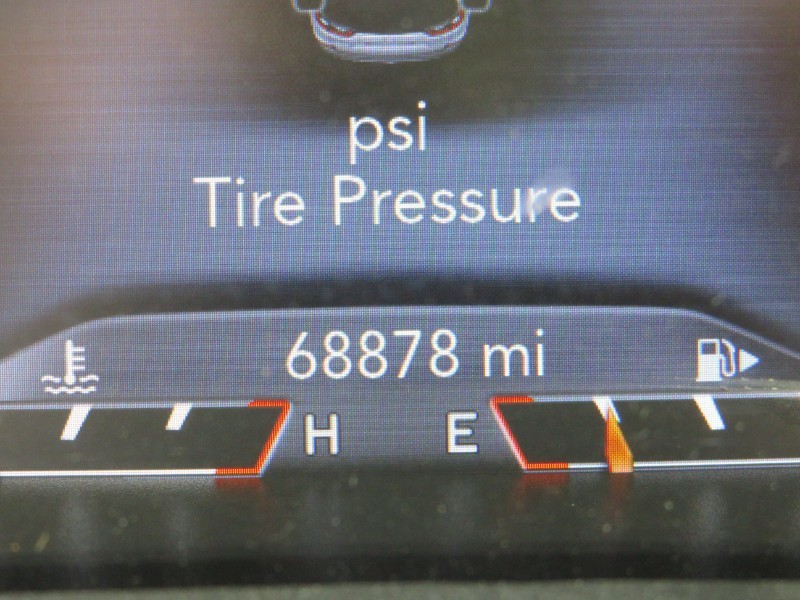 psi
Tire Pressure
68878 mi
H E